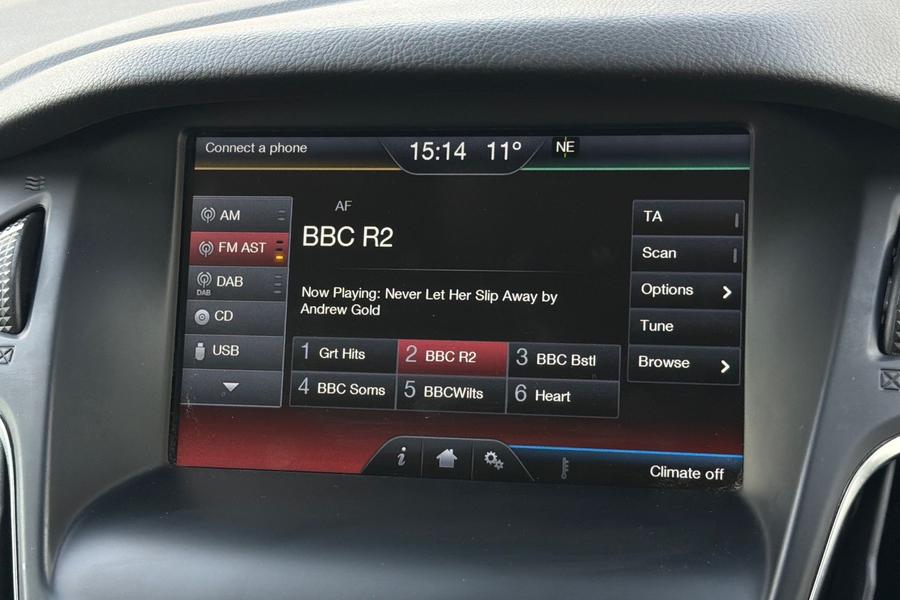 Connect a phone
15:14 11° NE
AM
FM AST
DAB
DAB
CD
USB
AF
BBC R2
Now Playing: Never Let Her Slip Away by
Andrew Gold
1 Grt Hits
2 BBC R2
3 BBC Bstl
4 BBC Soms
5 BBCWilts
6 Heart
TA
Scan
Options
Tune
Browse
i
Climate off